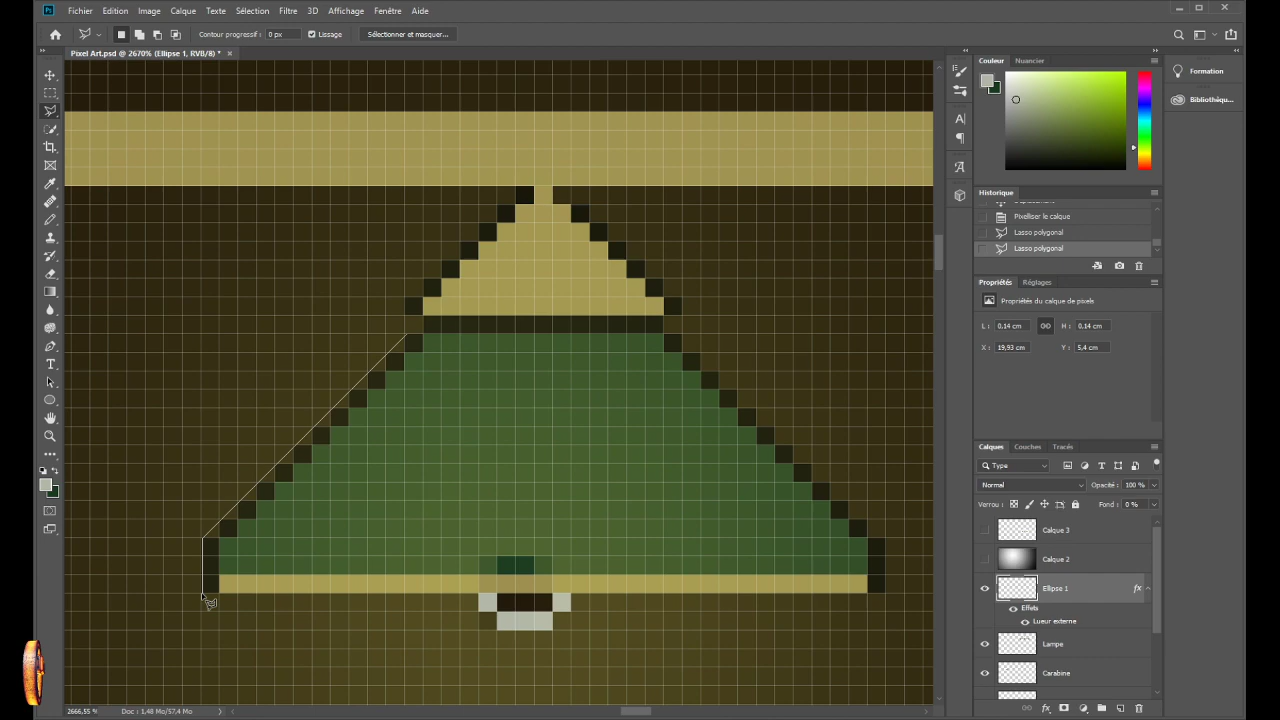 Fichier Edition Image Calque Texte Sélection Filtre 3D Affichage Fenêtre Aide
Contour progressif : 0 px Lissage Sélectionner et masquer...
Pixel Art.psd @ 2670% (Ellipse 1, RVB/8) *
Couleur Nuancier
Formation
Bibliothèqu...
Historique
Pixelliser le calque
Lasso polygonal
Lasso polygonal
Propriétés Réglages
Propriétés du calque de pixels
L : 0,14 cm H : 0,14 cm
X : 19,93 cm Y : 5,4 cm
Calques Couches Tracés
Type
Normal Opacité : 100 %
Verrou : Fond : 0 %
Calque 3
Calque 2
Ellipse 1 fx
Effets
Lueur externe
Lampe
Carabine
2666,55 % Doc : 1,48 Mo/57,4 Mo